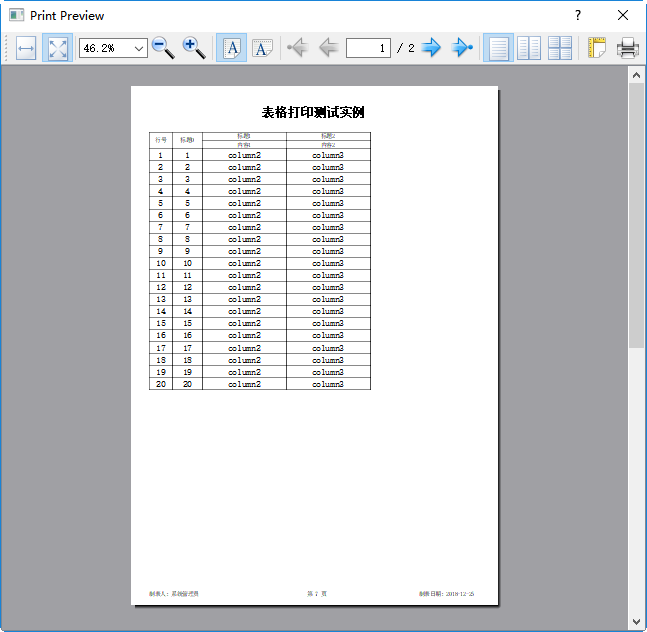 Print Preview ?
46.2% 1 / 2
表格打印测试实例
行号 标题1 标题1 标题2
内容1 内容2
1 1 column2 column3
2 2 column2 column3
3 3 column2 column3
4 4 column2 column3
5 5 column2 column3
6 6 column2 column3
7 7 column2 column3
8 8 column2 column3
9 9 column2 column3
10 10 column2 column3
11 11 column2 column3
12 12 column2 column3
13 13 column2 column3
14 14 column2 column3
15 15 column2 column3
16 16 column2 column3
17 17 column2 column3
18 18 column2 column3
19 19 column2 column3
20 20 column2 column3
制表人：系统管理员 第 页 制表日期：2018-12-25